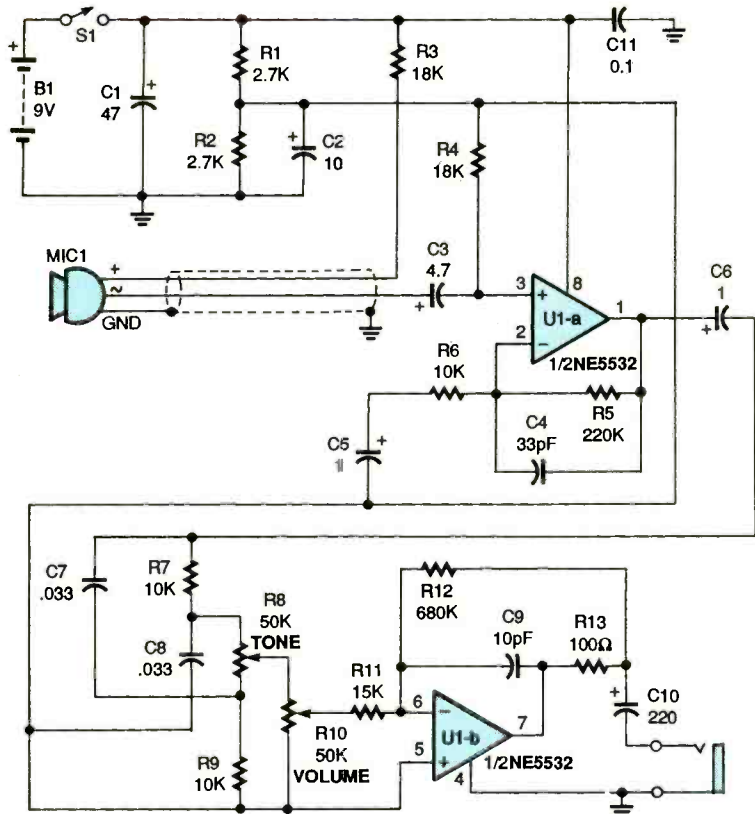 S1
+
B1
9V
C1
47
+
R1
2.7K
R2
2.7K
+
C2
10
R3
18K
R4
18K
C11
0.1
MIC1
+
~
GND
C3
4.7
+
3
+
2
−
8
U1-a
1
1/2NE5532
C6
1
+
R6
10K
R5
220K
C4
33pF
C5
1
+
C7
.033
R7
10K
C8
.033
R8
50K
TONE
R9
10K
R10
50K
VOLUME
R11
15K
R12
680K
C9
10pF
R13
100Ω
6
−
5
+
U1-b
7
4
1/2NE5532
+
C10
220